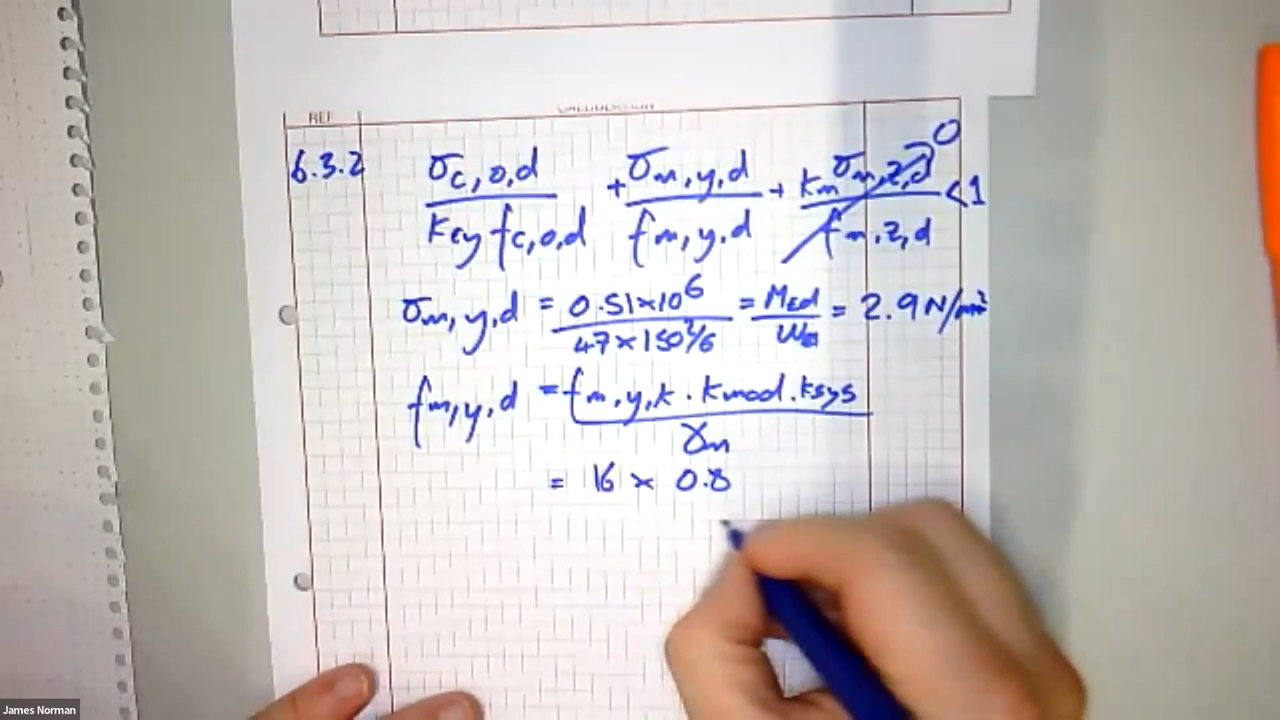 REF CALCULATION
6.3.2 σc,0,d / kcy fc,0,d + σm,y,d / fm,y,d + km σm,z,d / fm,z,d < 1 0
σm,y,d = 0.51×10⁶ / 47×150²/6 = MEd / = 2.9 N/mm²
fm,y,d = fm,y,k . kmod . ksys / γm
= 16 × 0.8
James Norman